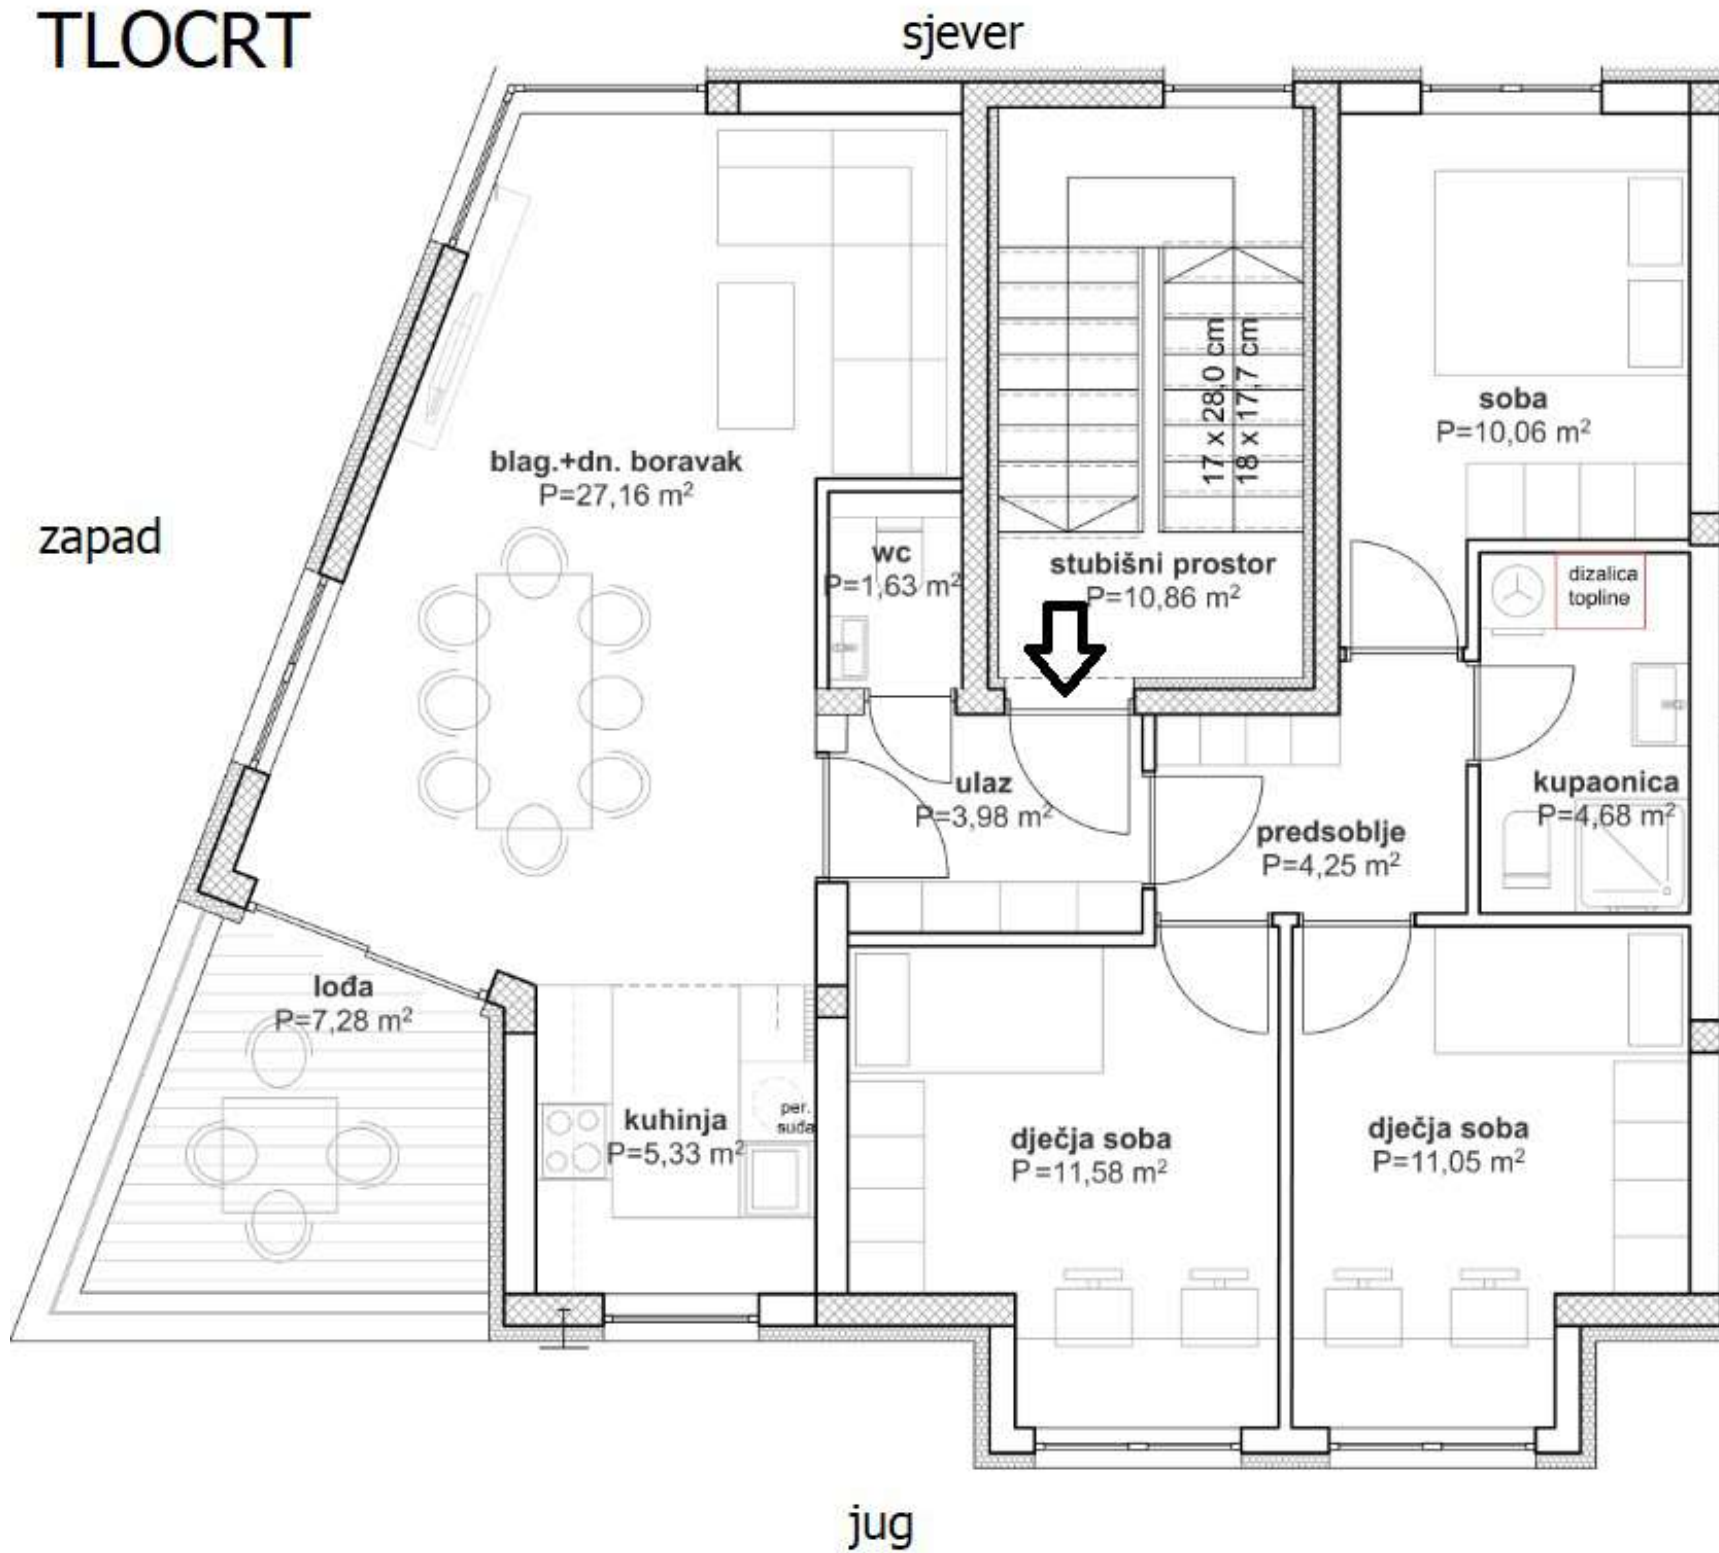 TLOCRT
sjever
zapad
blag.+dn. boravak
P=27,16 m²
wc
P=1,63 m²
stubišni prostor
P=10,86 m²
17 x 28,0 cm
18 x 17,7 cm
soba
P=10,06 m²
dizalica
topline
ulaz
P=3,98 m²
predsoblje
P=4,25 m²
kupaonica
P=4,68 m²
lođa
P=7,28 m²
kuhinja
P=5,33 m²
per.
suđa
dječja soba
P=11,58 m²
dječja soba
P=11,05 m²
jug